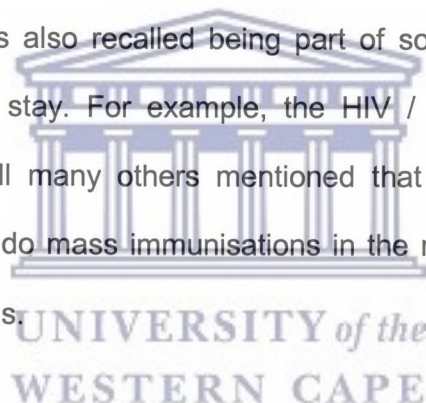 s also recalled being part of so
stay. For example, the HIV /
ll many others mentioned that
do mass immunisations in the r
s.
UNIVERSITY of the
WESTERN CAPE